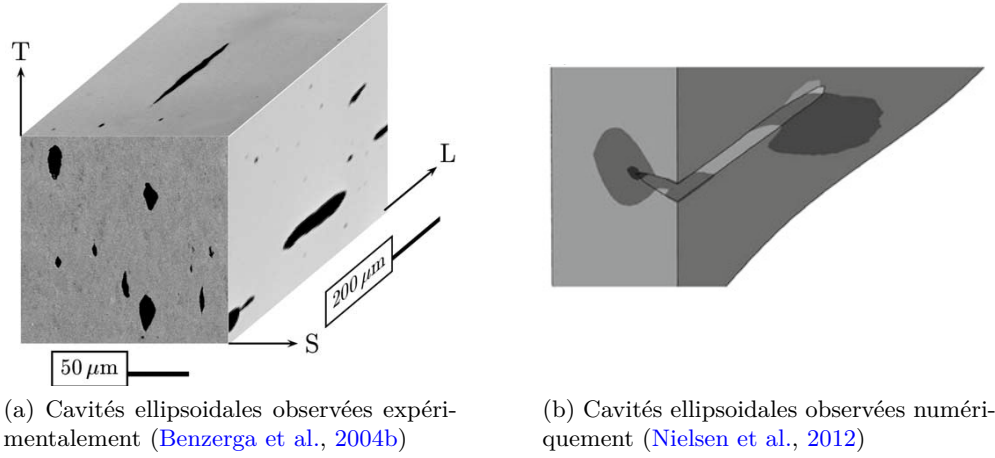 T
L
S
200 μm
50 μm
(a) Cavités ellipsoidales observées expéri-
mentalement (Benzerga et al., 2004b)
(b) Cavités ellipsoidales observées numéri-
quement (Nielsen et al., 2012)